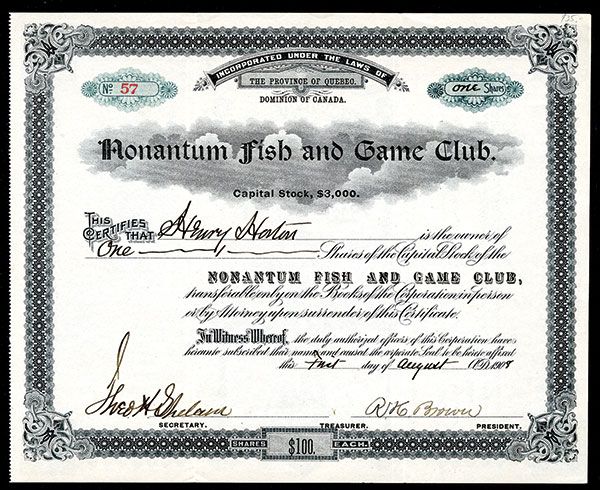 135-
INCORPORATED UNDER THE LAWS OF
THE PROVINCE OF QUEBEC.
DOMINION OF CANADA.
No 57
one Shares
Nonantum Fish and Game Club.
Capital Stock, $3,000.
THIS CERTIFIES THAT Henry Horton is the owner of
One Shares of the Capital Stock of the
NONANTUM FISH AND GAME CLUB,
transferable only on the Books of the Corporation in person
or by Attorney upon surrender of this Certificate.
In Witness Whereof, the duly authorized officers of this Corporation have
hereunto subscribed their names and caused the corporate Seal to be hereto affixed
this first day of August 1908
R K Brown
SECRETARY. TREASURER. PRESIDENT.
SHARES $100. EACH.